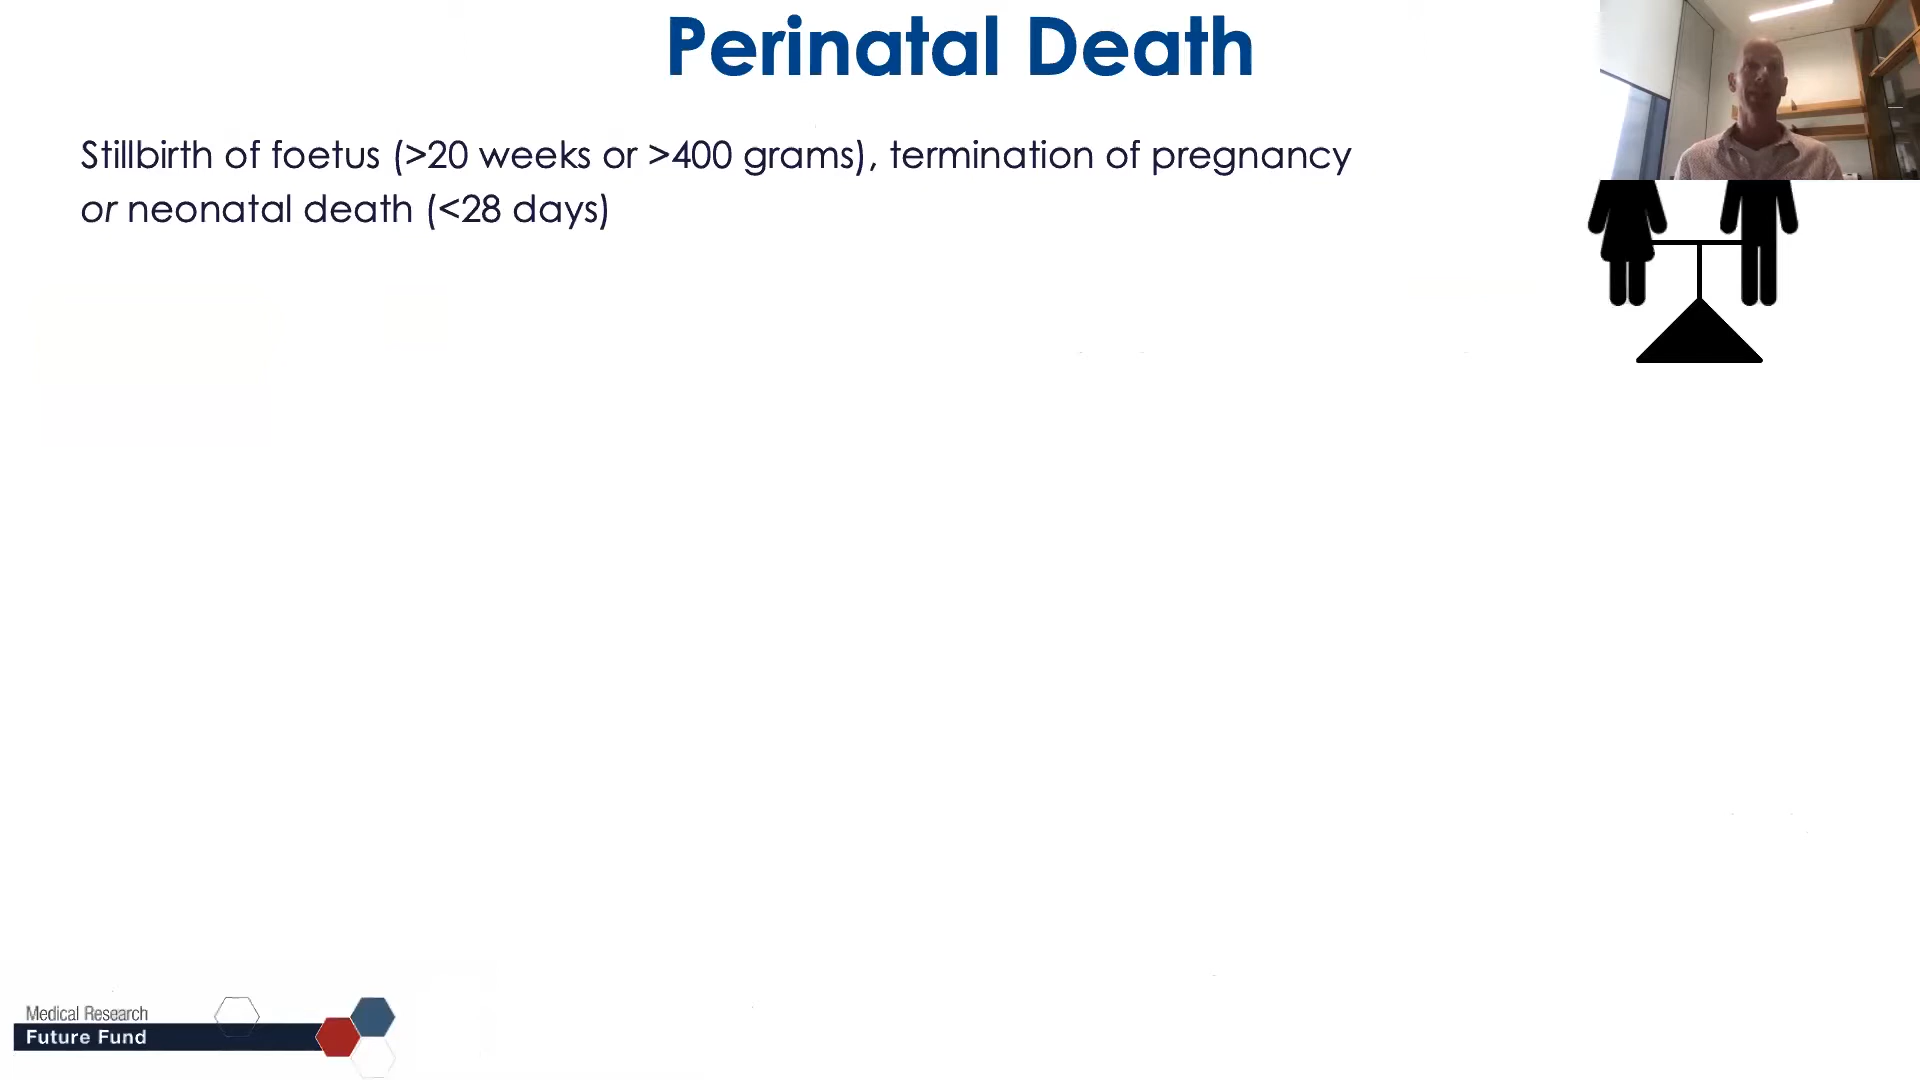 Perinatal Death
Stillbirth of foetus (>20 weeks or >400 grams), termination of pregnancy
or neonatal death (<28 days)
Medical Research
Future Fund